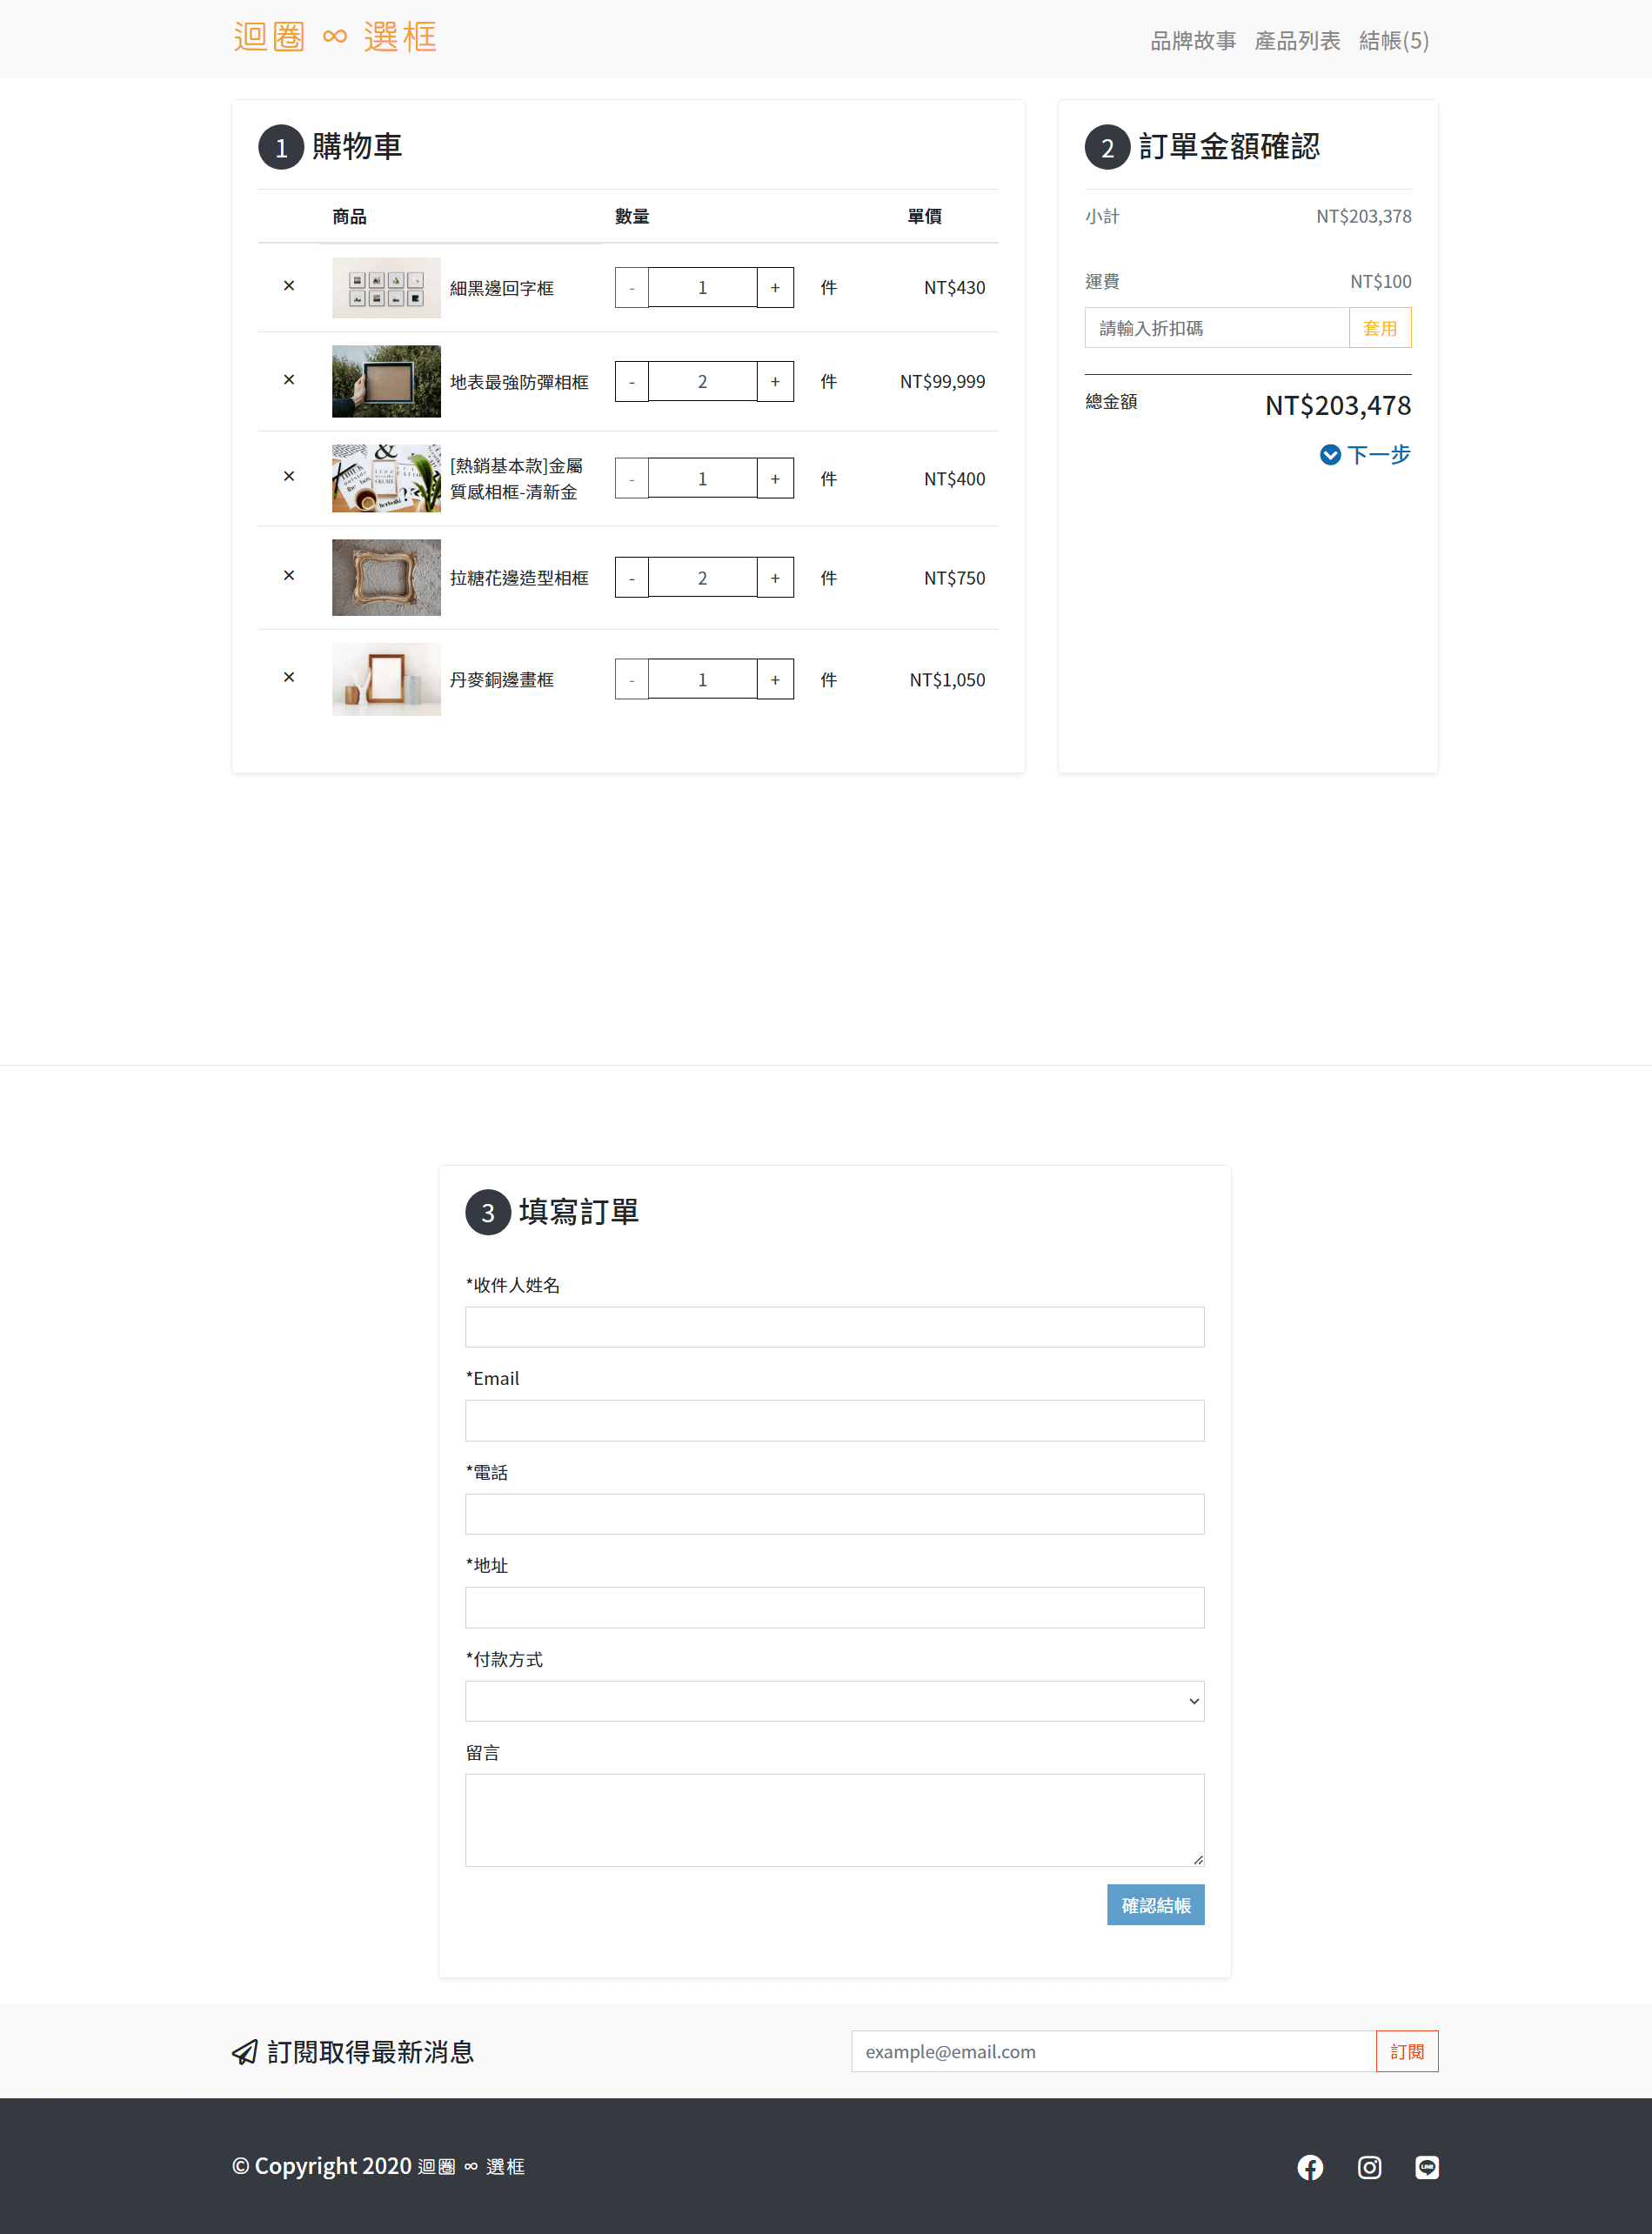 迴圈 ∞ 選框
品牌故事 產品列表 結帳(5)
1 購物車
商品 數量 單價
× 細黑邊回字框 - 1 + 件 NT$430
× 地表最強防彈相框 - 2 + 件 NT$99,999
× [熱銷基本款]金屬
質感相框-清新金 - 1 + 件 NT$400
× 拉糖花邊造型相框 - 2 + 件 NT$750
× 丹麥銅邊畫框 - 1 + 件 NT$1,050
2 訂單金額確認
小計 NT$203,378
運費 NT$100
請輸入折扣碼 套用
總金額 NT$203,478
下一步
3 填寫訂單
*收件人姓名
*Email
*電話
*地址
*付款方式
留言
確認結帳
訂閱取得最新消息
example@email.com 訂閱
© Copyright 2020 迴圈 ∞ 選框
LINE